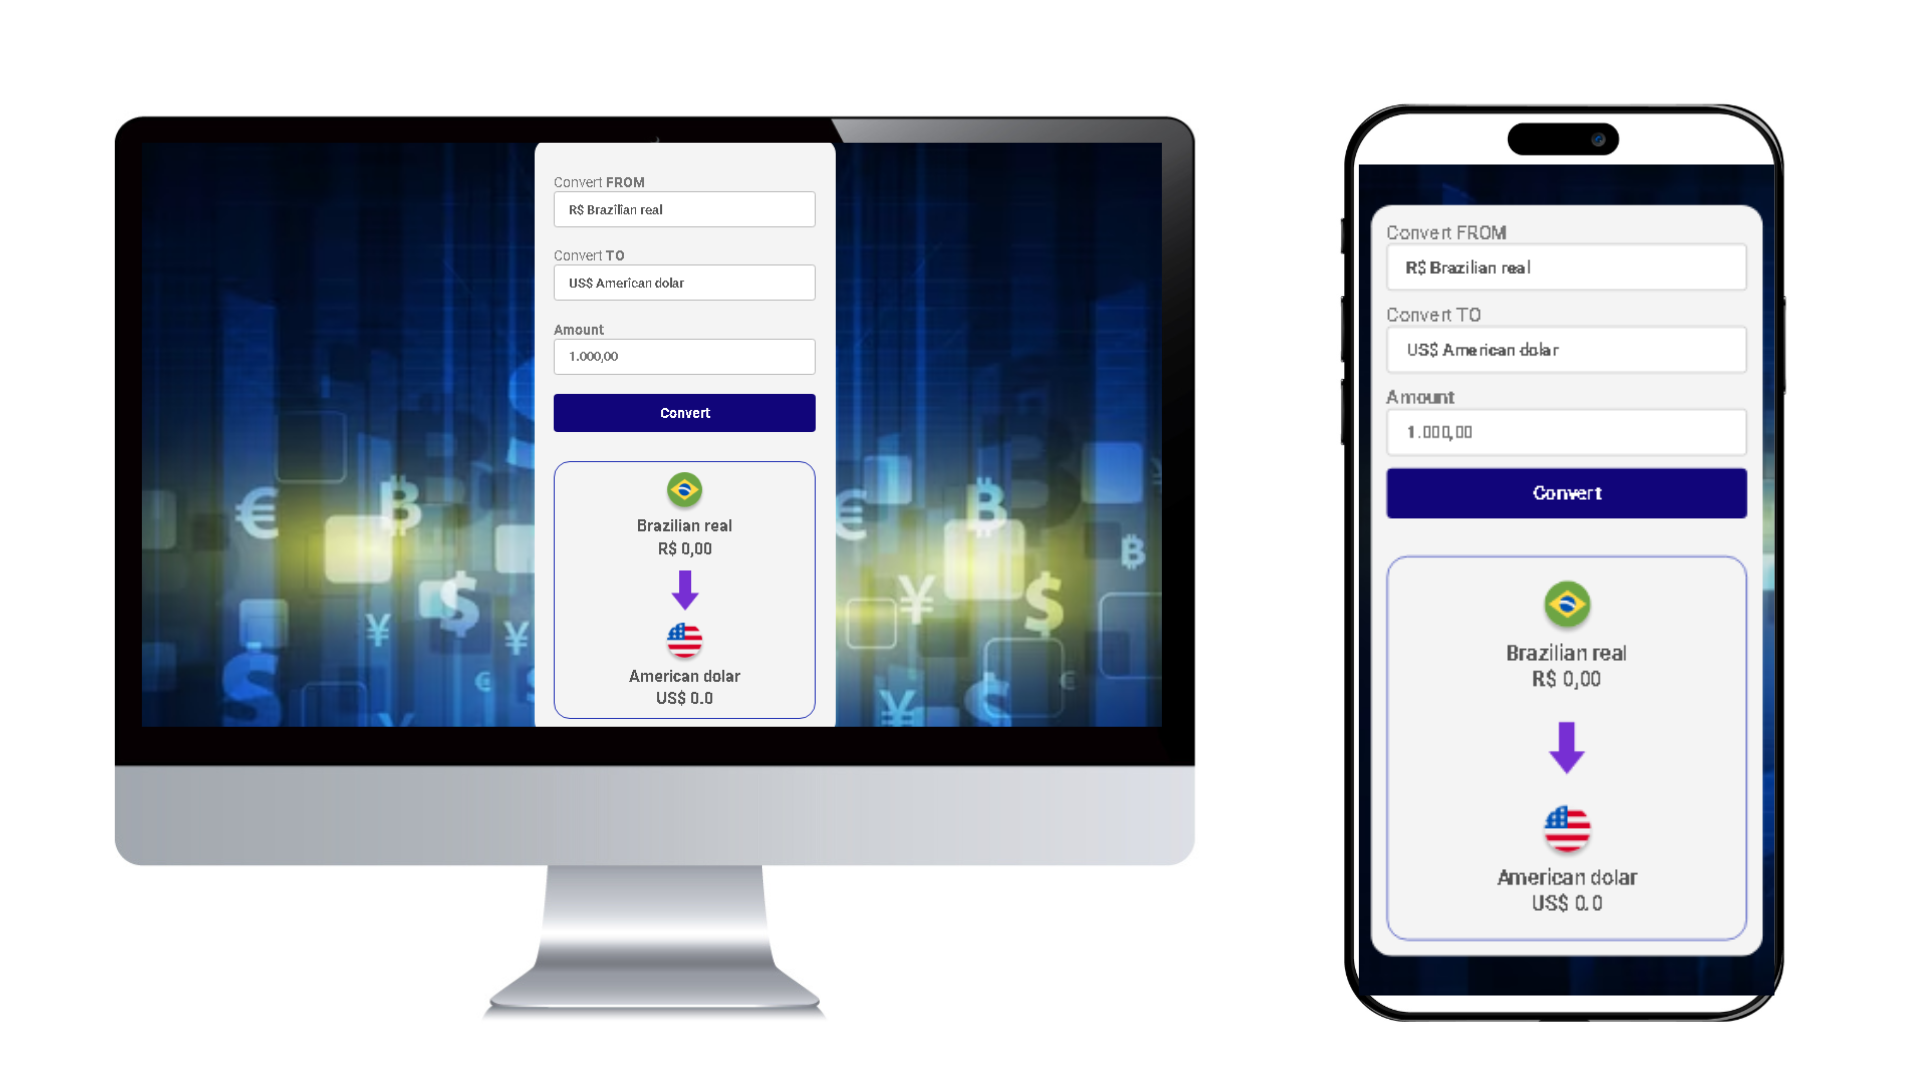 Convert FROM
R$ Brazilian real
Convert TO
US$ American dolar
Amount
1.000,00
Convert
Brazilian real
R$ 0,00
American dolar
US$ 0.0
Convert FROM
R$ Brazilian real
Convert TO
US$ American dolar
Amount
1.000,00
Convert
Brazilian real
R$ 0,00
American dolar
US$ 0.0